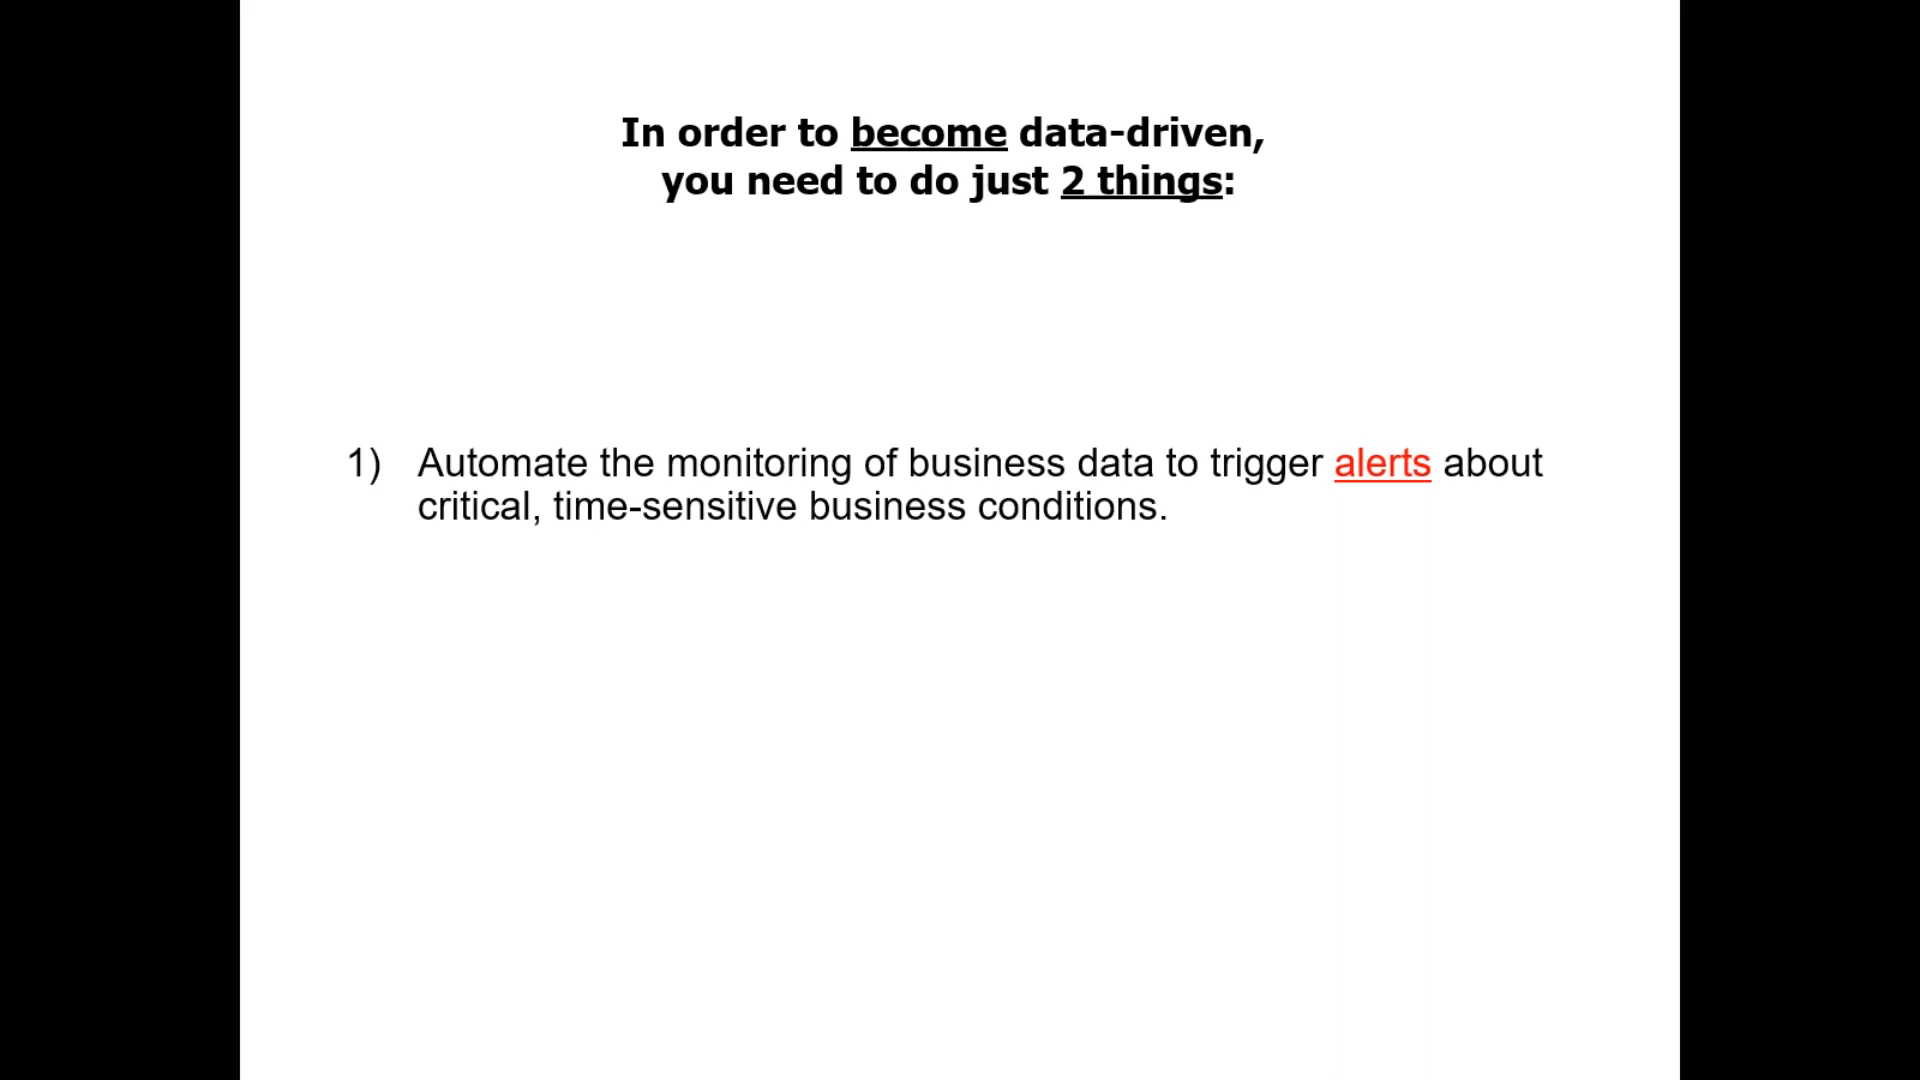 In order to become data-driven,
you need to do just 2 things:
1) Automate the monitoring of business data to trigger alerts about
critical, time-sensitive business conditions.